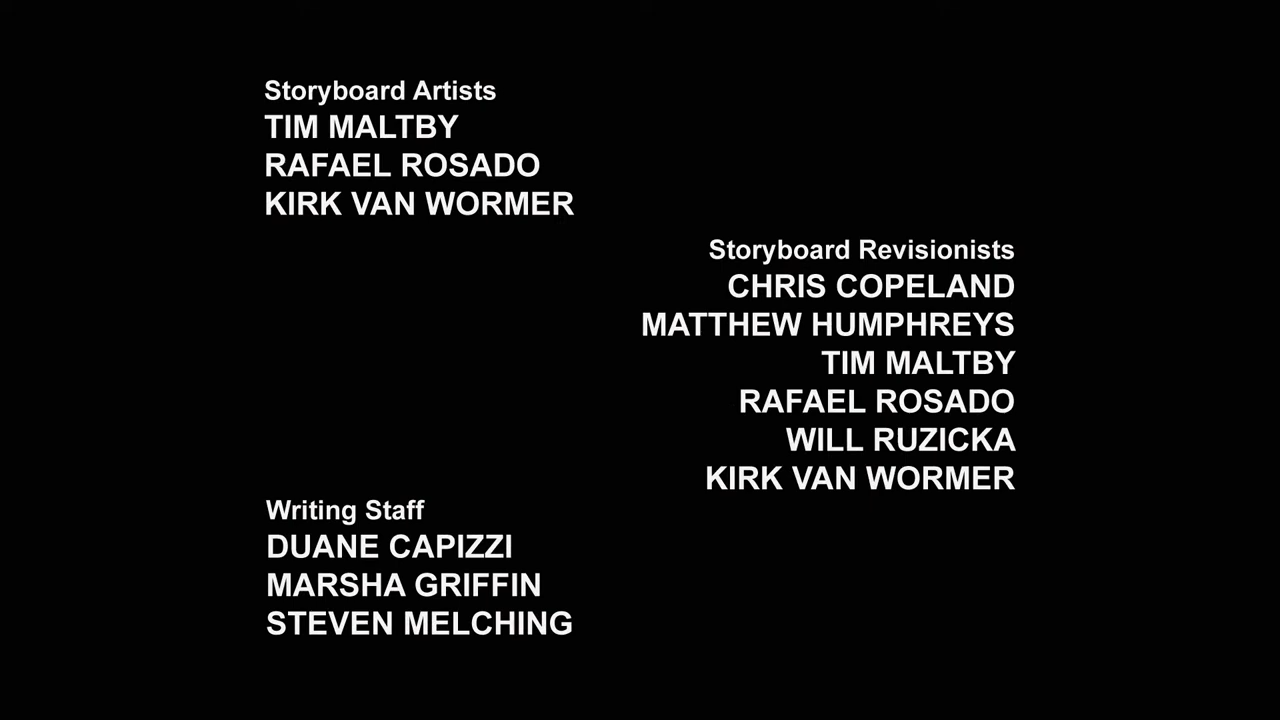 Storyboard Artists
TIM MALTBY
RAFAEL ROSADO
KIRK VAN WORMER
Storyboard Revisionists
CHRIS COPELAND
MATTHEW HUMPHREYS
TIM MALTBY
RAFAEL ROSADO
WILL RUZICKA
KIRK VAN WORMER
Writing Staff
DUANE CAPIZZI
MARSHA GRIFFIN
STEVEN MELCHING